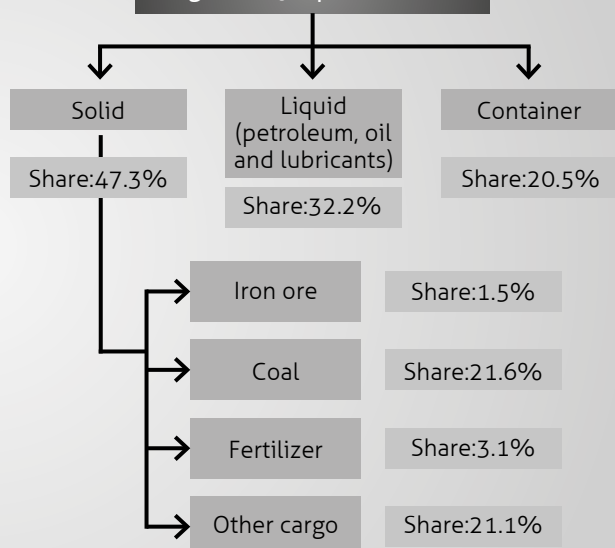 Solid
Share:47.3%
Liquid
(petroleum, oil
and lubricants)
Share:32.2%
Container
Share:20.5%
Iron ore
Share:1.5%
Coal
Share:21.6%
Fertilizer
Share:3.1%
Other cargo
Share:21.1%